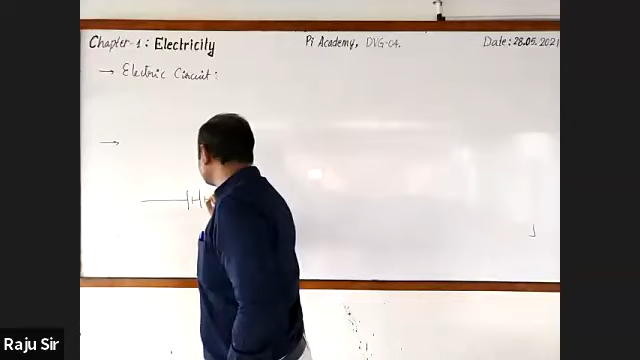 Chapter-1: Electricity
Pi Academy, DVG-04.
Date: 28.05.2021
→ Electric Circuit:
→
Raju Sir